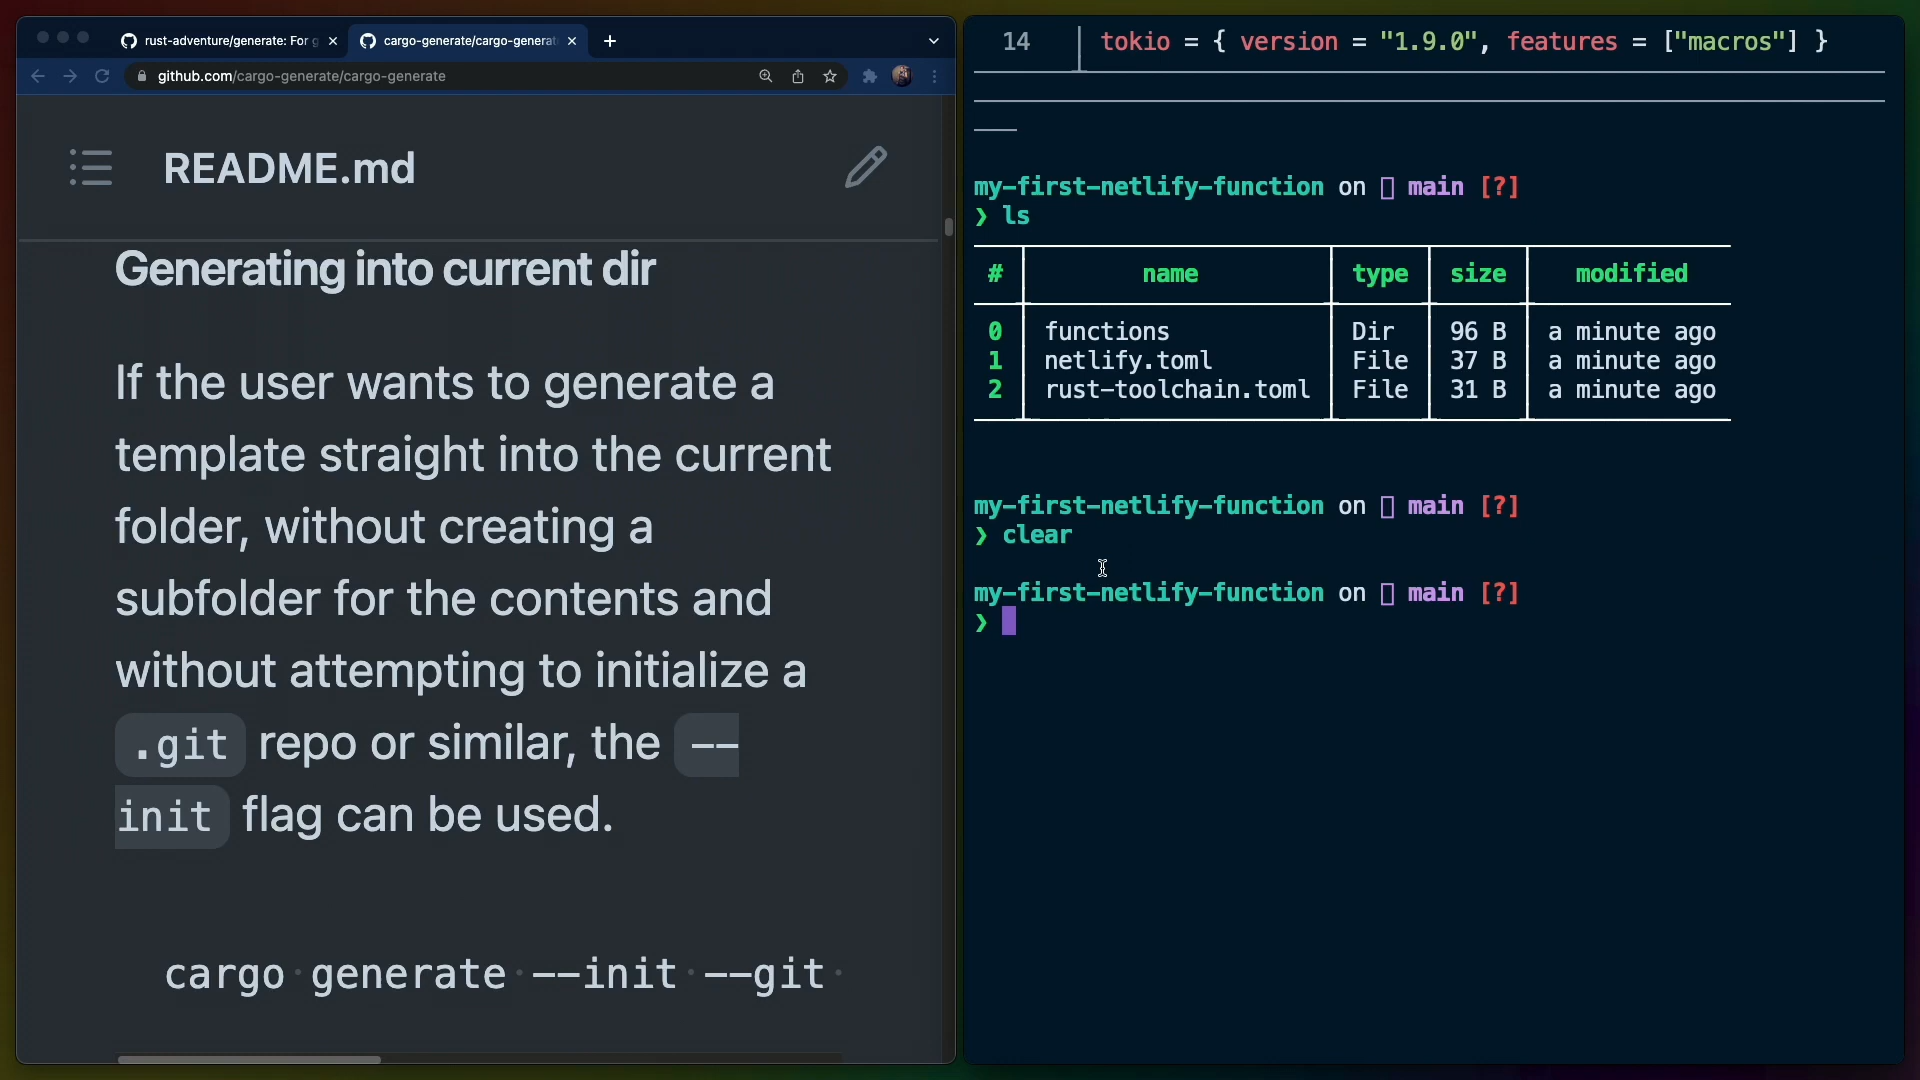 rust-adventure/generate: For g
cargo-generate/cargo-generat
github.com/cargo-generate/cargo-generate
README.md
Generating into current dir
If the user wants to generate a
template straight into the current
folder, without creating a
subfolder for the contents and
without attempting to initialize a
.git repo or similar, the --
init flag can be used.
cargo generate --init --git
14 tokio = { version = "1.9.0", features = ["macros"] }
my-first-netlify-function on main [?]
❯ ls
# name type size modified
0 functions Dir 96 B a minute ago
1 netlify.toml File 37 B a minute ago
2 rust-toolchain.toml File 31 B a minute ago
my-first-netlify-function on main [?]
❯ clear
my-first-netlify-function on main [?]
❯